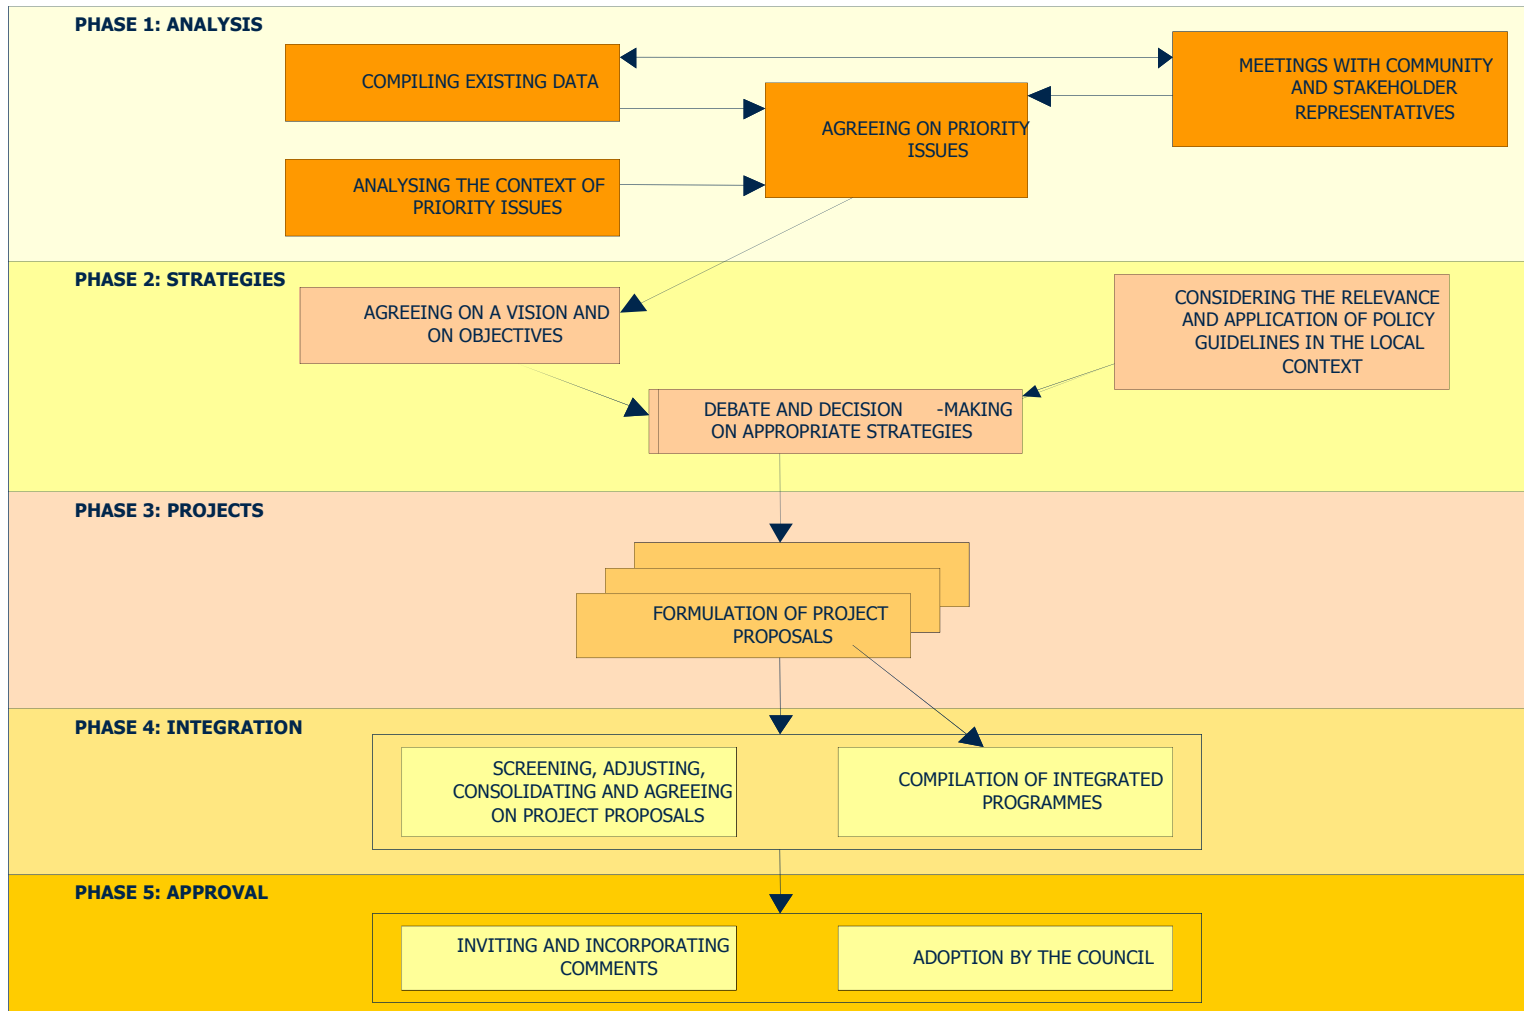 PHASE 1: ANALYSIS
COMPILING EXISTING DATA
MEETINGS WITH COMMUNITY
AND STAKEHOLDER
REPRESENTATIVES
AGREEING ON PRIORITY
ISSUES
ANALYSING THE CONTEXT OF
PRIORITY ISSUES
PHASE 2: STRATEGIES
AGREEING ON A VISION AND
ON OBJECTIVES
CONSIDERING THE RELEVANCE
AND APPLICATION OF POLICY
GUIDELINES IN THE LOCAL
CONTEXT
DEBATE AND DECISION -MAKING
ON APPROPRIATE STRATEGIES
PHASE 3: PROJECTS
FORMULATION OF PROJECT
PROPOSALS
PHASE 4: INTEGRATION
SCREENING, ADJUSTING,
CONSOLIDATING AND AGREEING
ON PROJECT PROPOSALS
COMPILATION OF INTEGRATED
PROGRAMMES
PHASE 5: APPROVAL
INVITING AND INCORPORATING
COMMENTS
ADOPTION BY THE COUNCIL